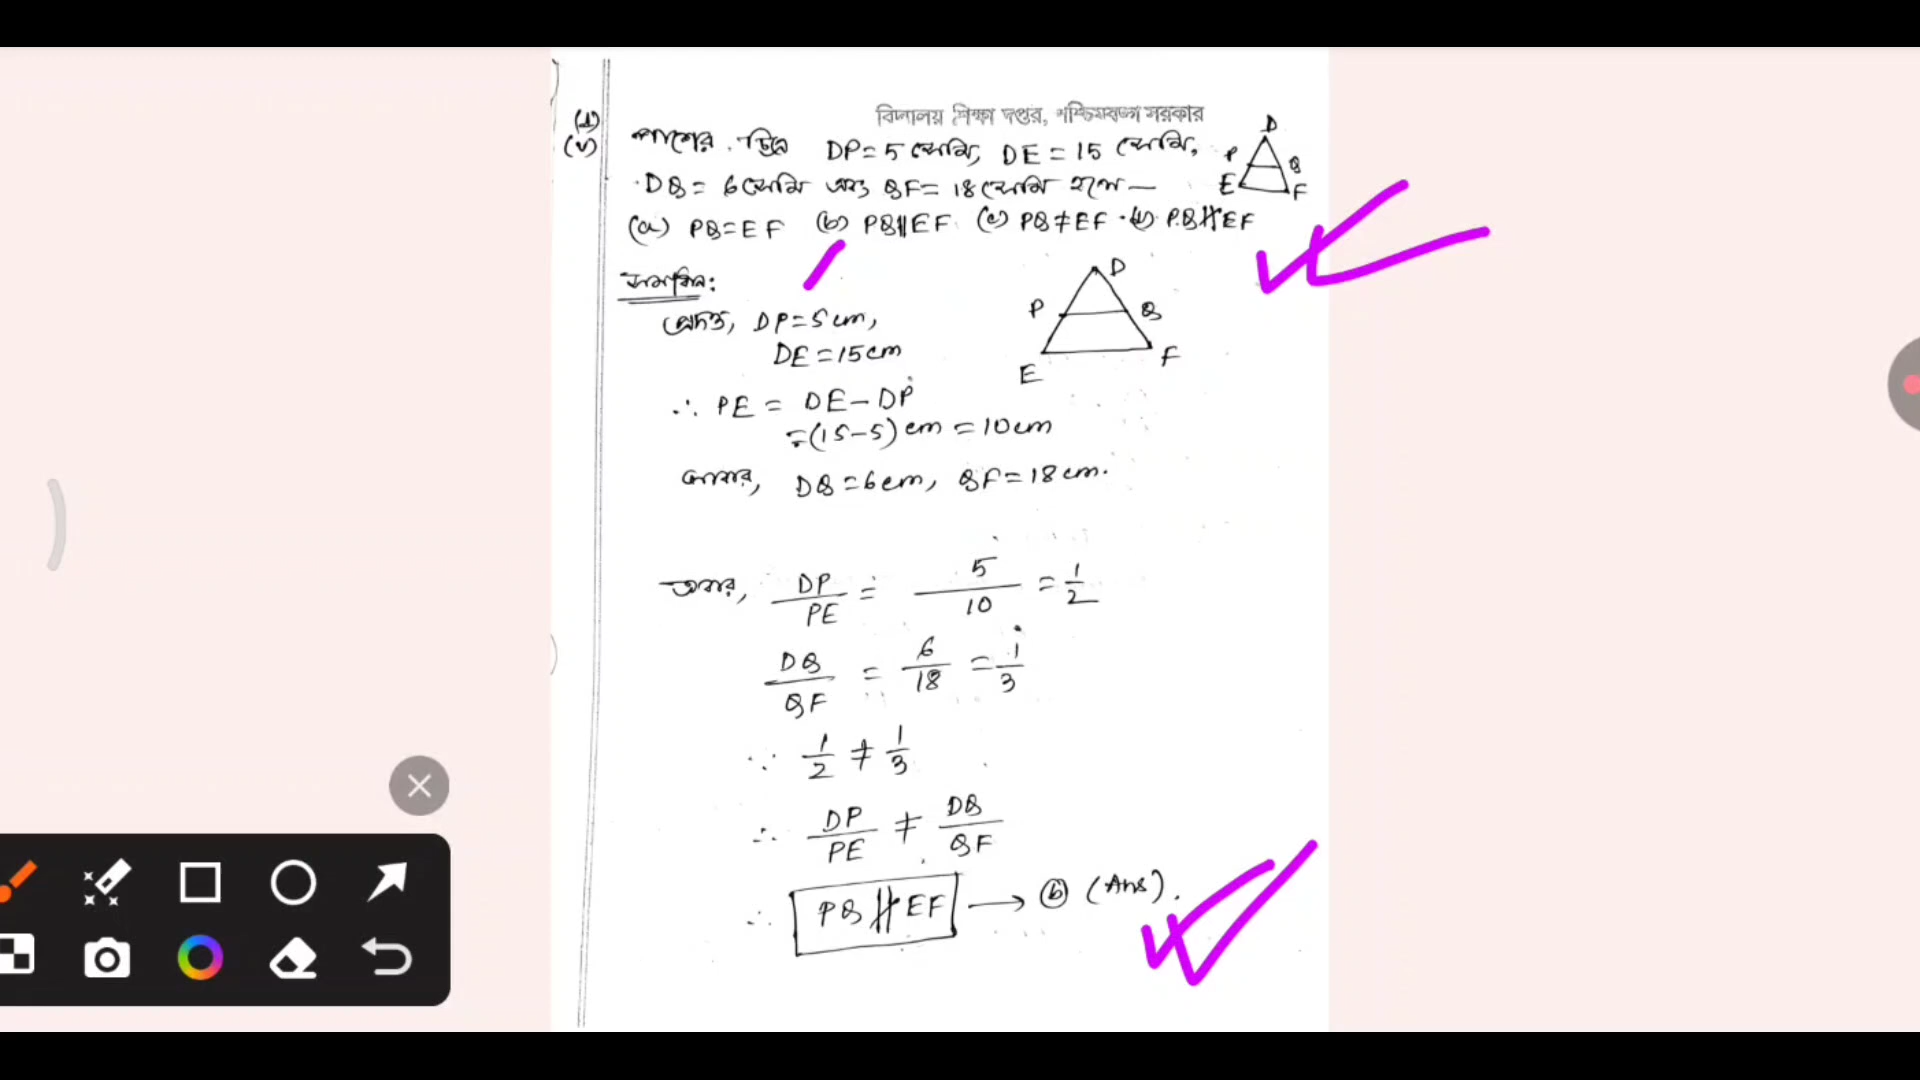 বিদ্যালয় শিক্ষা দপ্তর, পশ্চিমবঙ্গ সরকার
(1)
(v) পাশের চিত্রে DP=5 সেমি, DE=15 সেমি,
DQ=6 সেমি এবং QF=18 সেমি হলে—
D
P Q
E F
(a) PQ=EF (b) PQ∥EF (c) PQ≠EF (d) PQ∦EF
সমাধান:
প্রদত্ত, DP=5cm,
DE=15cm
D
P Q
E F
∴ PE = DE-DP
=(15-5)cm=10cm
আবার, DQ=6cm, QF=18cm.
আবার, DP/PE = 5/10 = 1/2
DQ/QF = 6/18 = 1/3
∵ 1/2 ≠ 1/3
∴ DP/PE ≠ DQ/QF
∴ PQ∦EF → (b) (Ans).